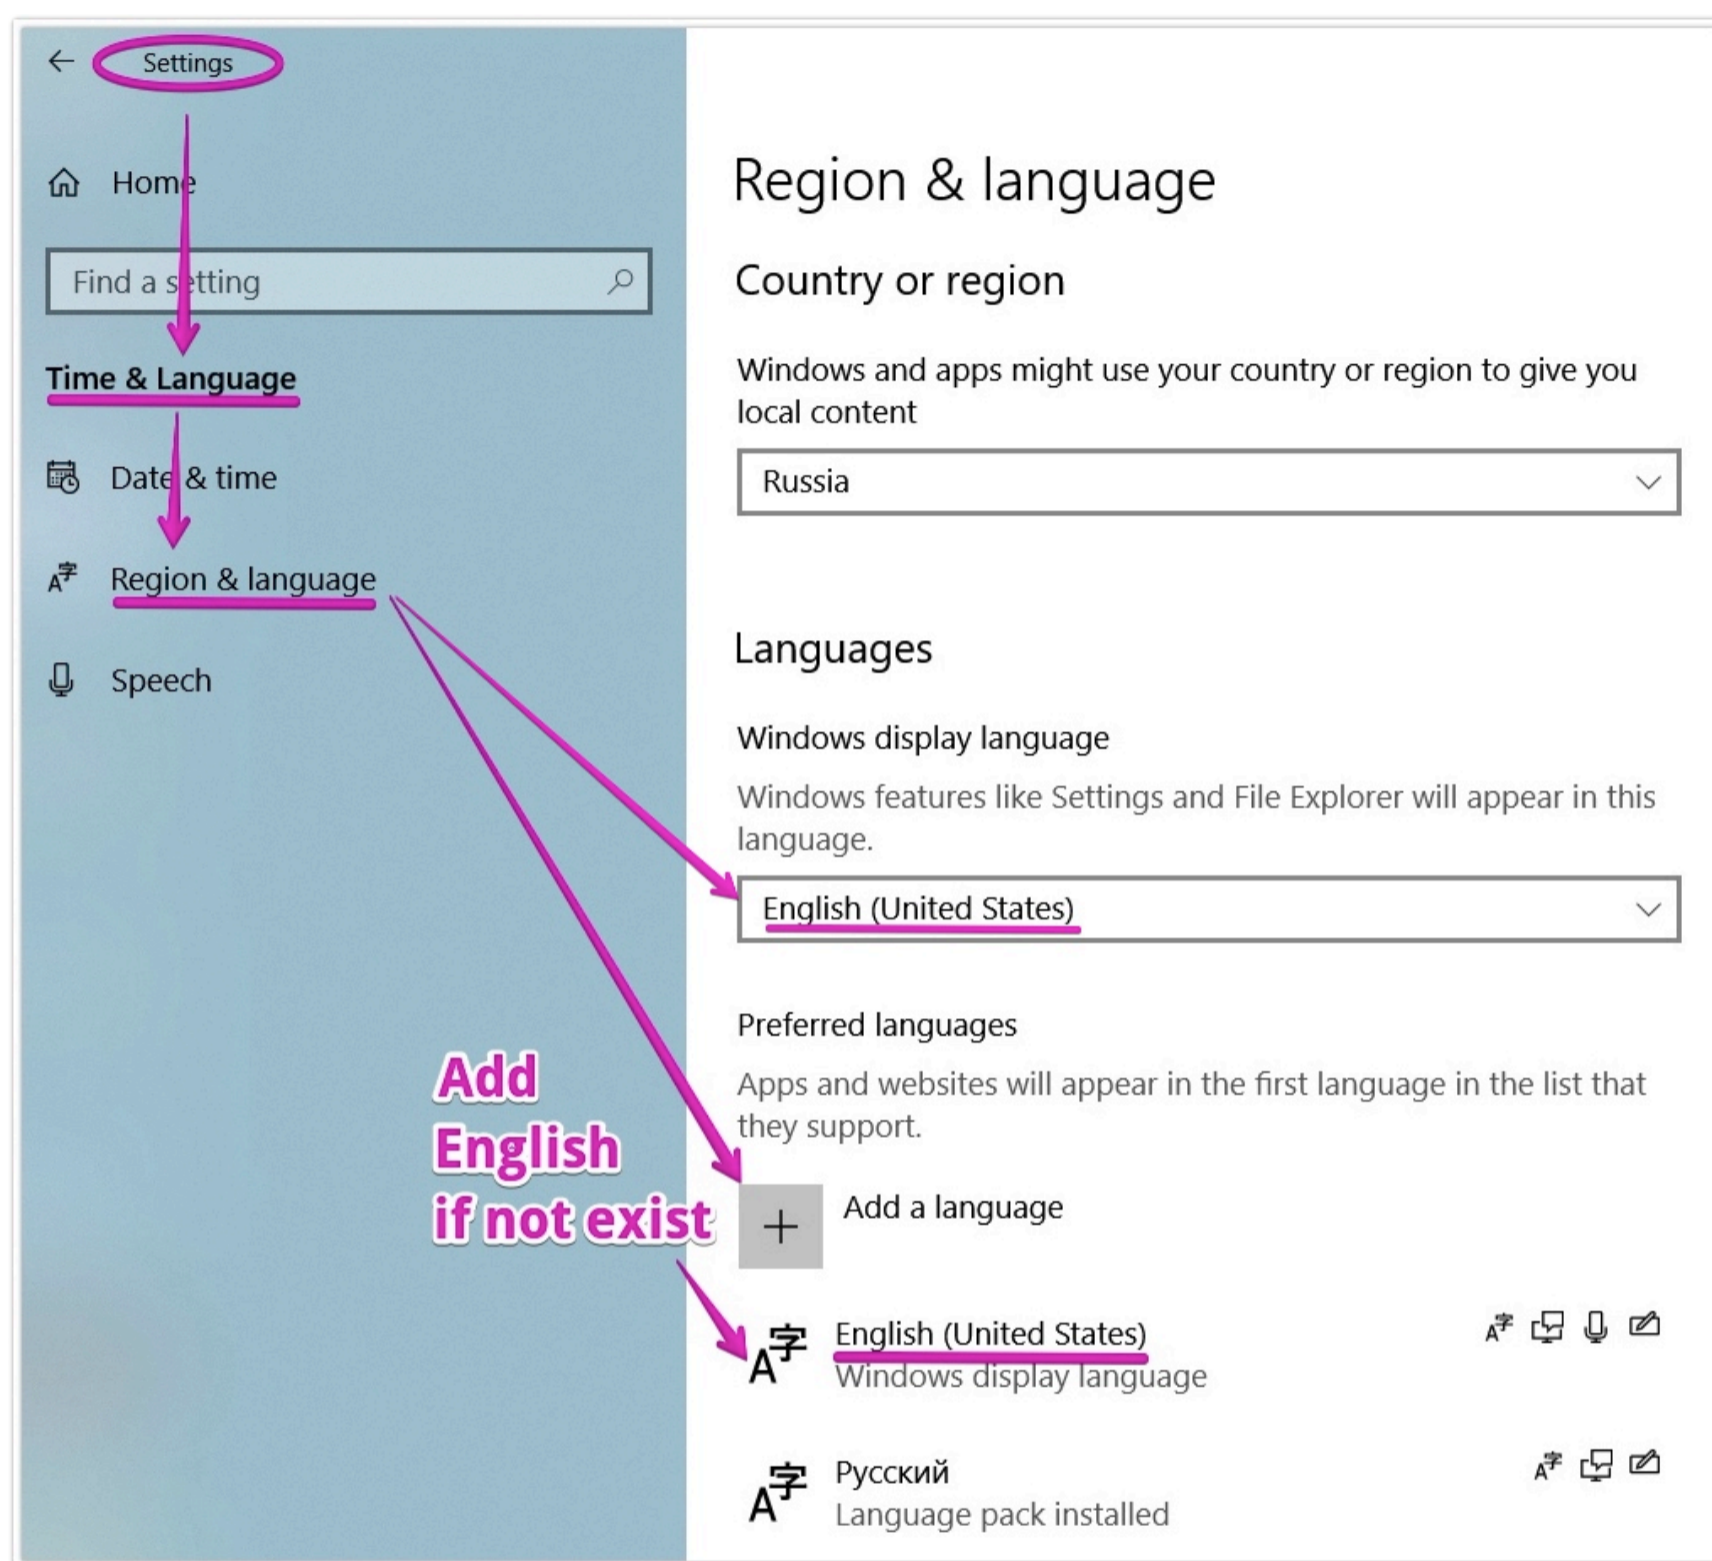 Settings
Home
Find a setting
Time & Language
Date & time
Region & language
Speech
Add
English
if not exist
Region & language
Country or region
Windows and apps might use your country or region to give you
local content
Russia
Languages
Windows display language
Windows features like Settings and File Explorer will appear in this
language.
English (United States)
Preferred languages
Apps and websites will appear in the first language in the list that
they support.
Add a language
English (United States)
Windows display language
Русский
Language pack installed